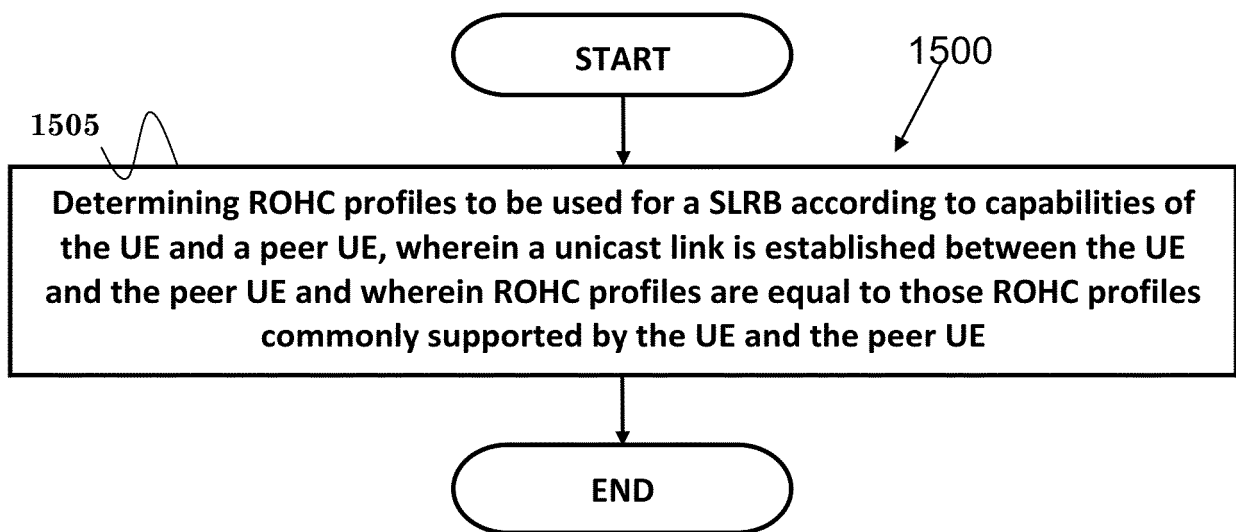 START
1500
1505
Determining ROHC profiles to be used for a SLRB according to capabilities of
the UE and a peer UE, wherein a unicast link is established between the UE
and the peer UE and wherein ROHC profiles are equal to those ROHC profiles
commonly supported by the UE and the peer UE
END